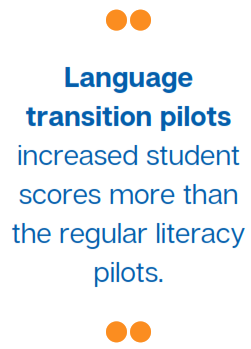 Language
transition pilots
increased student
scores more than
the regular literacy
pilots.